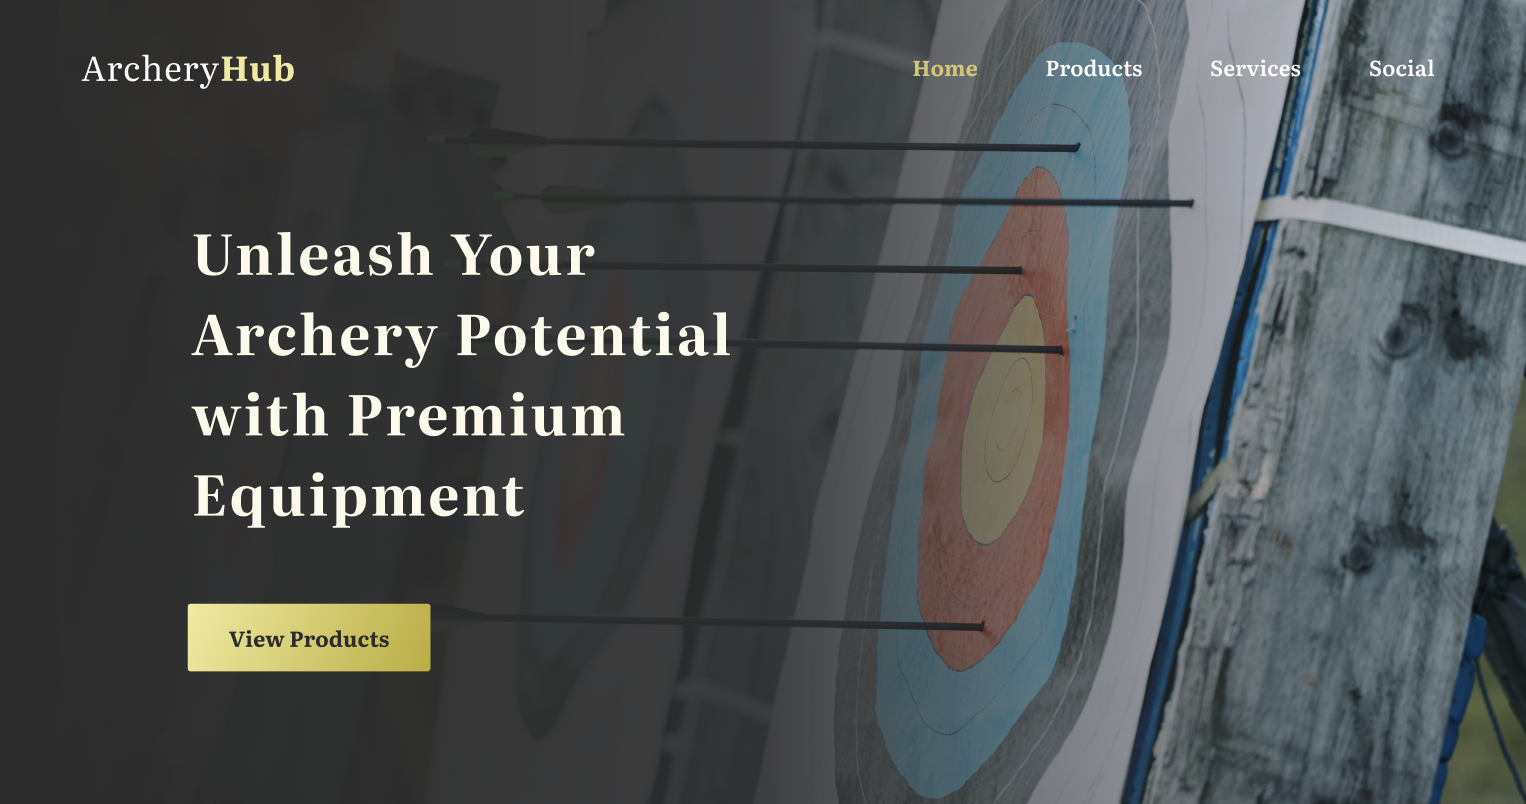 ArcheryHub
Home Products Services Social
Unleash Your
Archery Potential
with Premium
Equipment
View Products